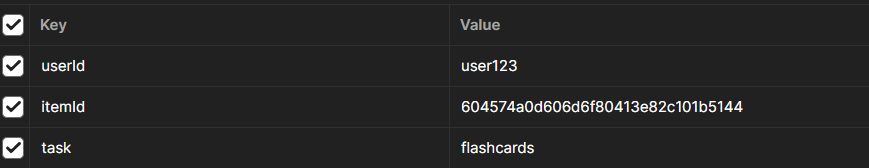 Key Value
userId user123
itemId 604574a0d606d6f80413e82c101b5144
task flashcards